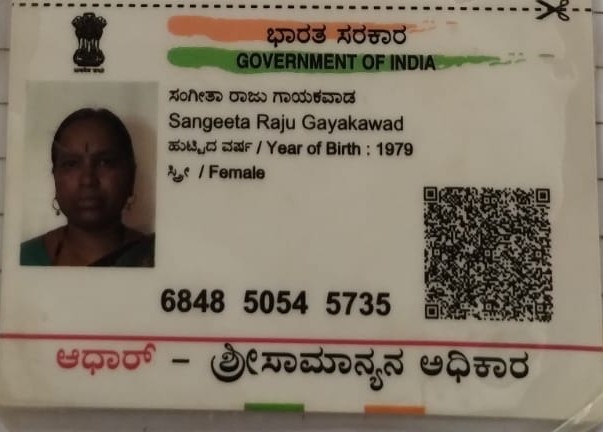 ಭಾರತ ಸರಕಾರ
GOVERNMENT OF INDIA
ಸಂಗೀತಾ ರಾಜು ಗಾಯಕವಾಡ
Sangeeta Raju Gayakawad
ಹುಟ್ಟಿದ ವರ್ಷ / Year of Birth : 1979
ಸ್ತ್ರೀ / Female
6848 5054 5735
ಆಧಾರ್ - ಶ್ರೀಸಾಮಾನ್ಯನ ಅಧಿಕಾರ